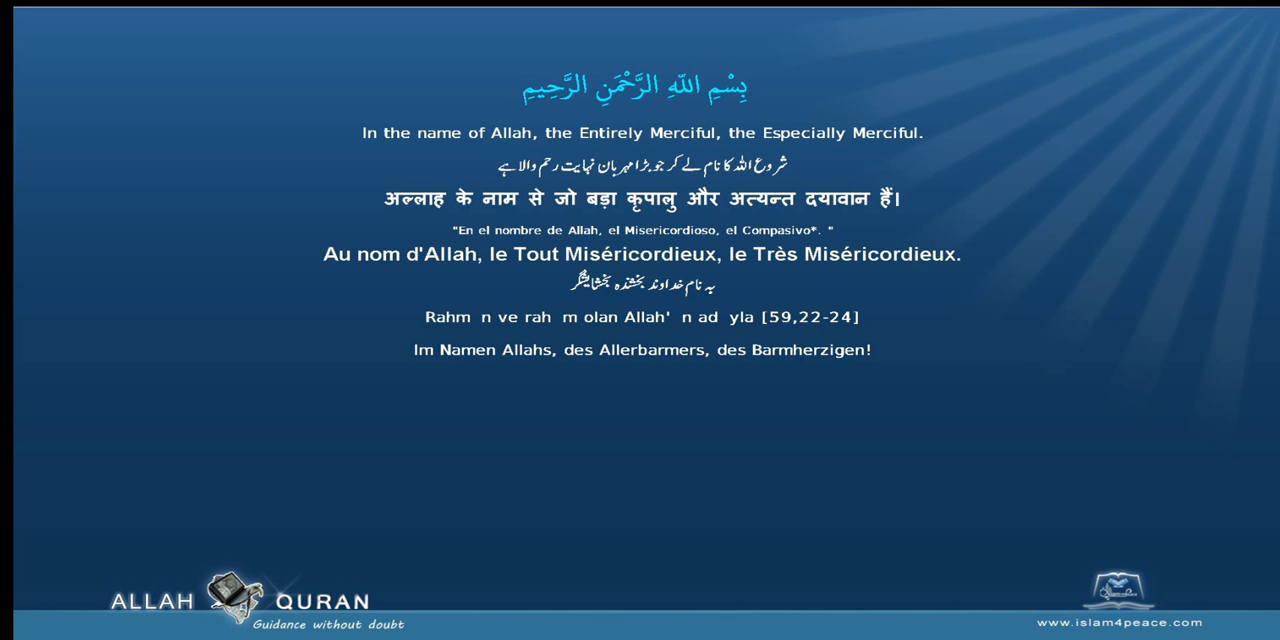 بِسْمِ اللَّهِ الرَّحْمَنِ الرَّحِيمِ
In the name of Allah, the Entirely Merciful, the Especially Merciful.
شروع اللہ کا نام لے کر جو بڑا مہربان نہایت رحم والا ہے
अल्लाह के नाम से जो बड़ा कृपालु और अत्यन्त दयावान हैं।
"En el nombre de Allah, el Misericordioso, el Compasivo*. "
Au nom d'Allah, le Tout Miséricordieux, le Très Miséricordieux.
به نام خداوند بخشنده بخشایشگر
Rahm n ve rah m olan Allah' n ad yla [59,22-24]
Im Namen Allahs, des Allerbarmers, des Barmherzigen!
ALLAH QURAN
Guidance without doubt
www.islam4peace.com